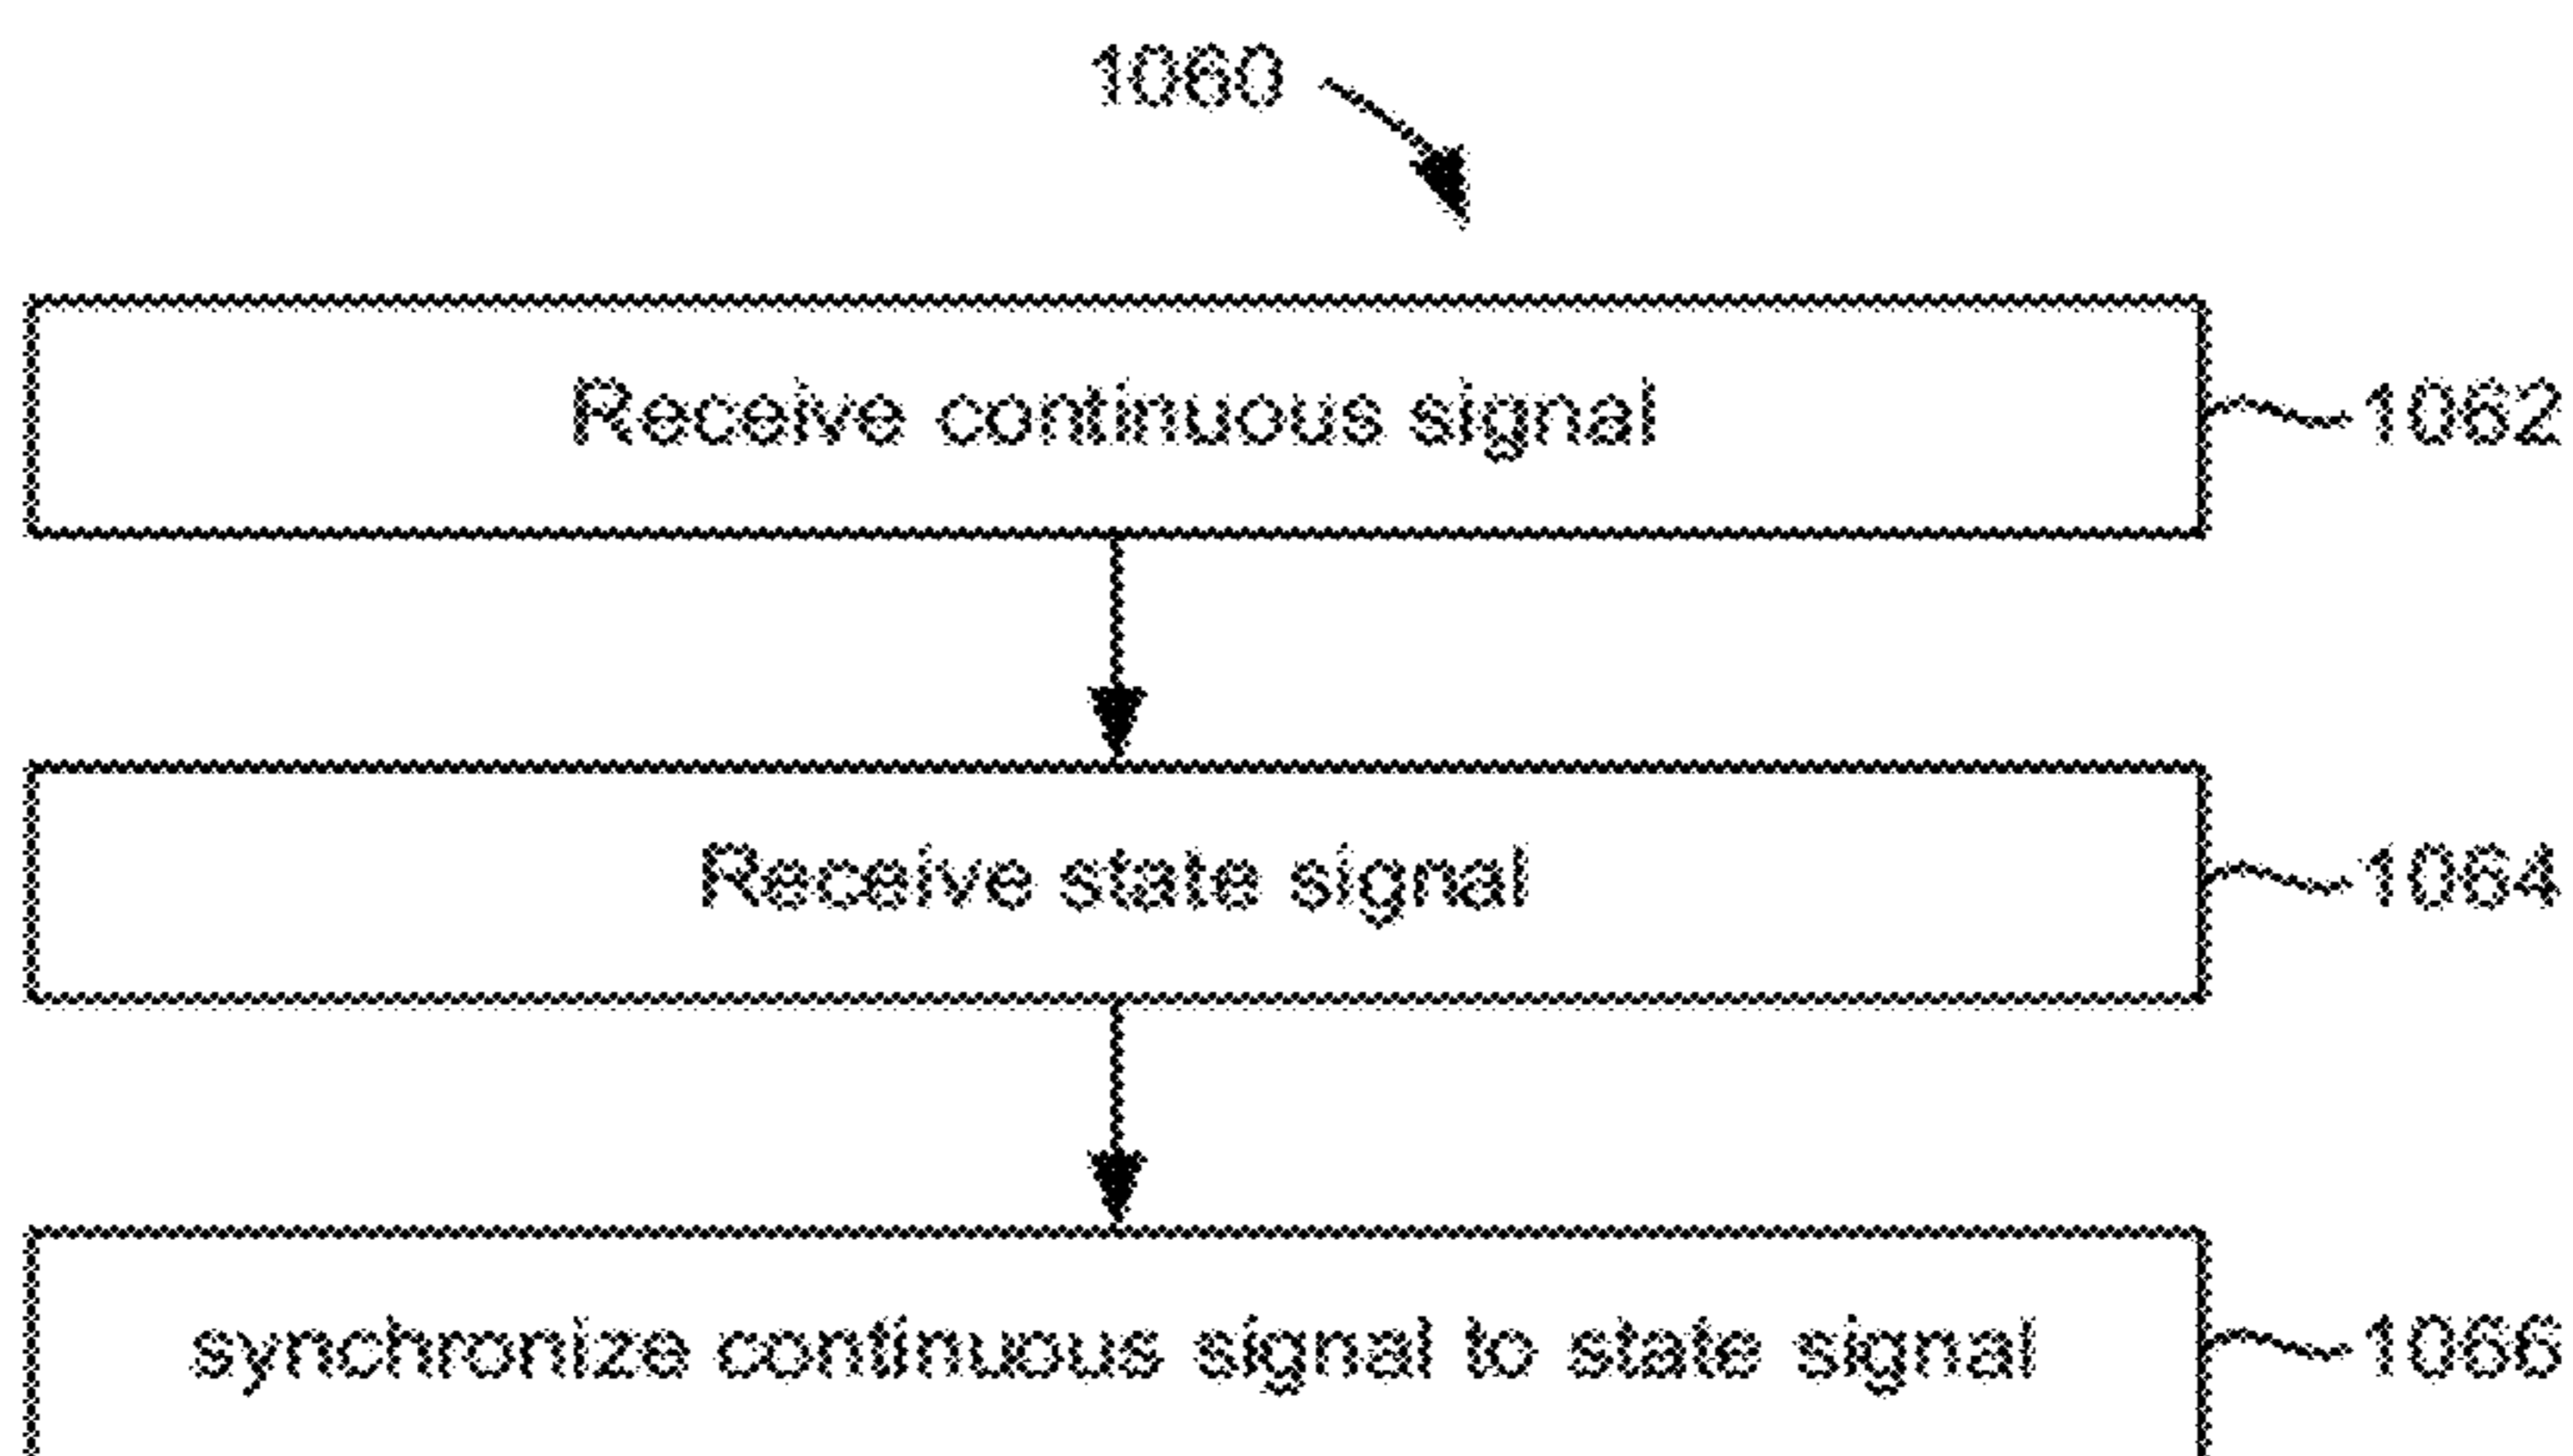 1060
Receive continuous signal
1062
Receive state signal
1064
synchronize continuous signal to state signal
1066